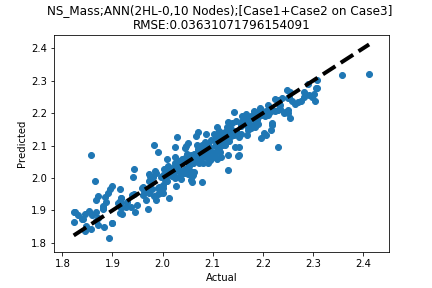 NS_Mass;ANN(2HL-0,10 Nodes);[Case1+Case2 on Case3]
RMSE:0.03631071796154091
2.4
2.3
2.2
2.1
2.0
1.9
1.8
Predicted
1.8 1.9 2.0 2.1 2.2 2.3 2.4
Actual